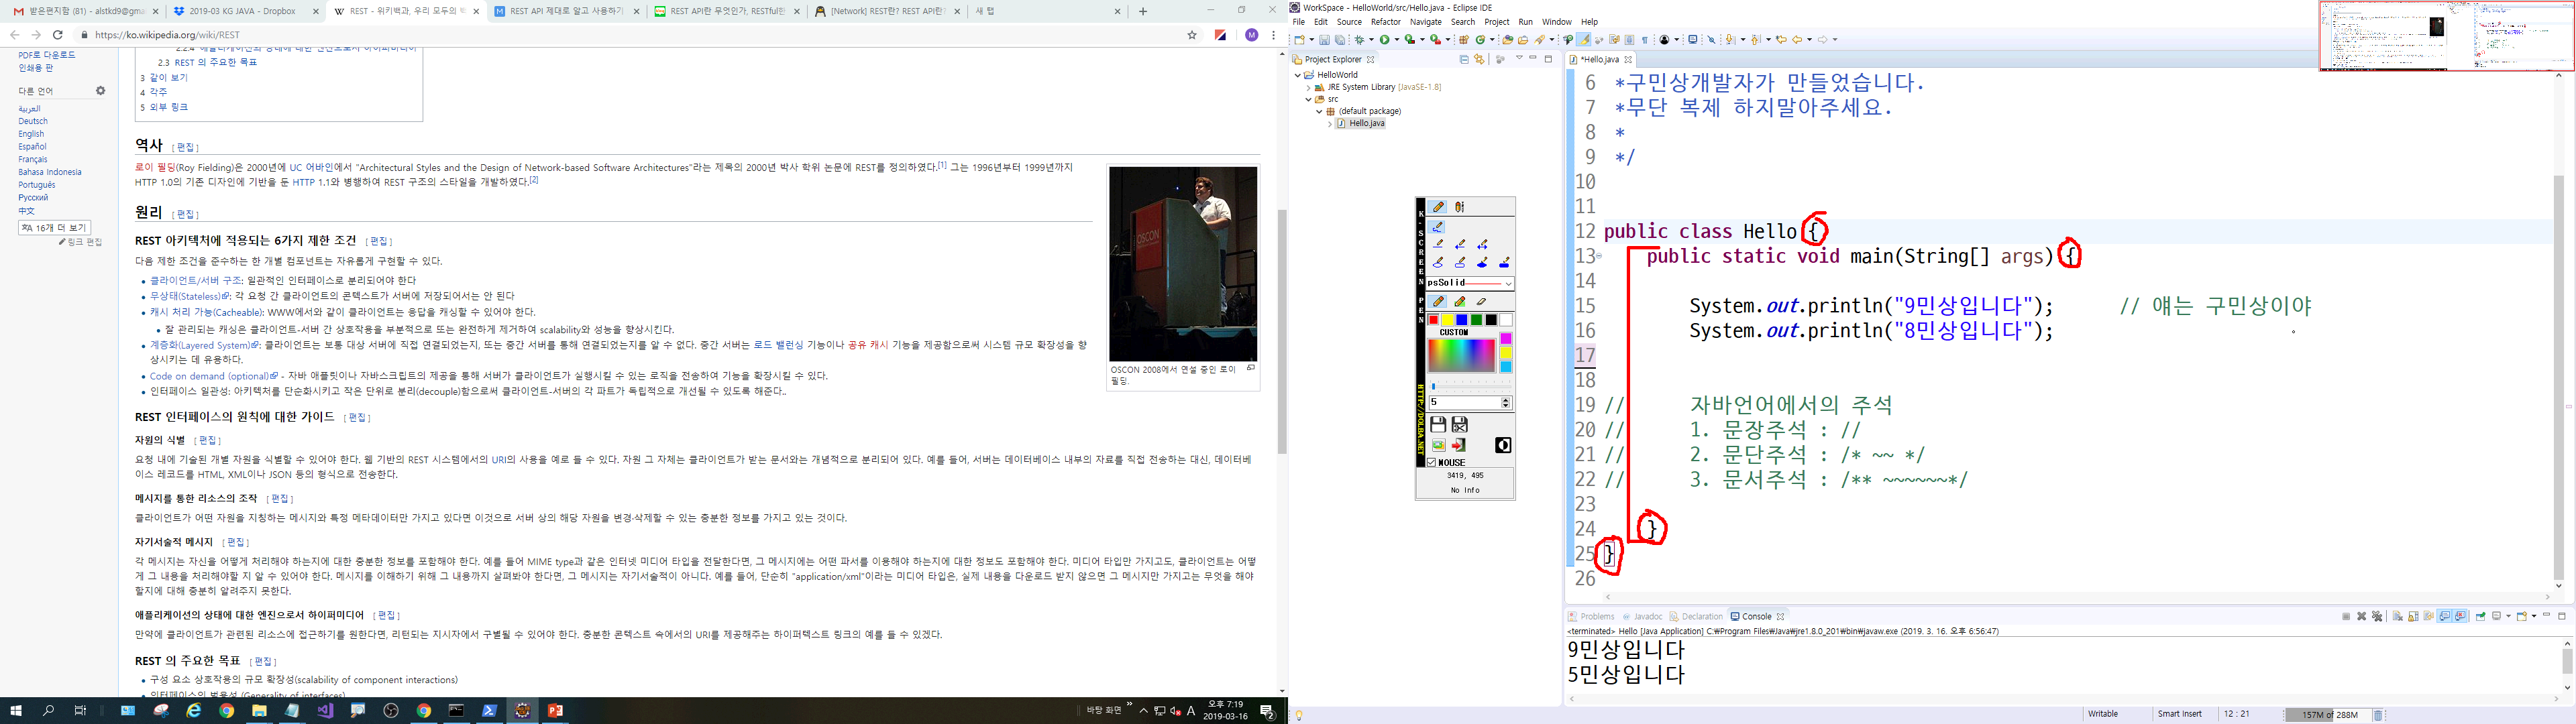 받은편지함 (81) - alstkd9@gma
2019-03 KG JAVA - Dropbox
REST - 위키백과, 우리 모두의 백
REST API 제대로 알고 사용하기
REST API란 무엇인가, RESTful한
[Network] REST란? REST API란?
새 탭
https://ko.wikipedia.org/wiki/REST
PDF로 다운로드
인쇄용 판
다른 언어
العربية
Deutsch
English
Español
Français
Bahasa Indonesia
Português
Русский
中文
16개 더 보기
링크 편집
2.2.4 애플리케이션의 상태에 대한 엔진으로서 하이퍼미디어
2.3 REST 의 주요한 목표
3 같이 보기
4 각주
5 외부 링크
역사 [ 편집 ]
로이 필딩(Roy Fielding)은 2000년에 UC 어바인에서 "Architectural Styles and the Design of Network-based Software Architectures"라는 제목의 2000년 박사 학위 논문에 REST를 정의하였다.[1] 그는 1996년부터 1999년까지
HTTP 1.0의 기존 디자인에 기반을 둔 HTTP 1.1와 병행하여 REST 구조의 스타일을 개발하였다.[2]
OSCON
OSCON 2008에서 연설 중인 로이
필딩.
원리 [ 편집 ]
REST 아키텍처에 적용되는 6가지 제한 조건 [ 편집 ]
다음 제한 조건을 준수하는 한 개별 컴포넌트는 자유롭게 구현할 수 있다.
• 클라이언트/서버 구조: 일관적인 인터페이스로 분리되어야 한다
• 무상태(Stateless): 각 요청 간 클라이언트의 콘텍스트가 서버에 저장되어서는 안 된다
• 캐시 처리 가능(Cacheable): WWW에서와 같이 클라이언트는 응답을 캐싱할 수 있어야 한다.
• 잘 관리되는 캐싱은 클라이언트-서버 간 상호작용을 부분적으로 또는 완전하게 제거하여 scalability와 성능을 향상시킨다.
• 계층화(Layered System): 클라이언트는 보통 대상 서버에 직접 연결되었는지, 또는 중간 서버를 통해 연결되었는지를 알 수 없다. 중간 서버는 로드 밸런싱 기능이나 공유 캐시 기능을 제공함으로써 시스템 규모 확장성을 향
상시키는 데 유용하다.
• Code on demand (optional) - 자바 애플릿이나 자바스크립트의 제공을 통해 서버가 클라이언트가 실행시킬 수 있는 로직을 전송하여 기능을 확장시킬 수 있다.
• 인터페이스 일관성: 아키텍처를 단순화시키고 작은 단위로 분리(decouple)함으로써 클라이언트-서버의 각 파트가 독립적으로 개선될 수 있도록 해준다..
REST 인터페이스의 원칙에 대한 가이드 [ 편집 ]
자원의 식별 [ 편집 ]
요청 내에 기술된 개별 자원을 식별할 수 있어야 한다. 웹 기반의 REST 시스템에서의 URI의 사용을 예로 들 수 있다. 자원 그 자체는 클라이언트가 받는 문서와는 개념적으로 분리되어 있다. 예를 들어, 서버는 데이터베이스 내부의 자료를 직접 전송하는 대신, 데이터베
이스 레코드를 HTML, XML이나 JSON 등의 형식으로 전송한다.
메시지를 통한 리소스의 조작 [ 편집 ]
클라이언트가 어떤 자원을 지칭하는 메시지와 특정 메타데이터만 가지고 있다면 이것으로 서버 상의 해당 자원을 변경·삭제할 수 있는 충분한 정보를 가지고 있는 것이다.
자기서술적 메시지 [ 편집 ]
각 메시지는 자신을 어떻게 처리해야 하는지에 대한 충분한 정보를 포함해야 한다. 예를 들어 MIME type과 같은 인터넷 미디어 타입을 전달한다면, 그 메시지에는 어떤 파서를 이용해야 하는지에 대한 정보도 포함해야 한다. 미디어 타입만 가지고도, 클라이언트는 어떻
게 그 내용을 처리해야할 지 알 수 있어야 한다. 메시지를 이해하기 위해 그 내용까지 살펴봐야 한다면, 그 메시지는 자기서술적이 아니다. 예를 들어, 단순히 "application/xml"이라는 미디어 타입은, 실제 내용을 다운로드 받지 않으면 그 메시지만 가지고는 무엇을 해야
할지에 대해 충분히 알려주지 못한다.
애플리케이션의 상태에 대한 엔진으로서 하이퍼미디어 [ 편집 ]
만약에 클라이언트가 관련된 리소스에 접근하기를 원한다면, 리턴되는 지시자에서 구별될 수 있어야 한다. 충분한 콘텍스트 속에서의 URI를 제공해주는 하이퍼텍스트 링크의 예를 들 수 있겠다.
REST 의 주요한 목표 [ 편집 ]
• 구성 요소 상호작용의 규모 확장성(scalability of component interactions)
• 인터페이스의 범용성 (Generality of interfaces)
바탕 화면
A
오후 7:19
2019-03-16
2
WorkSpace - HelloWorld/src/Hello.java - Eclipse IDE
File Edit Source Refactor Navigate Search Project Run Window Help
Project Explorer
HelloWorld
JRE System Library [JavaSE-1.8]
src
(default package)
Hello.java
K-SCREEN PEN
HTTP://DOLBA.NET
psSolid
CUSTOM
5
MOUSE
3419, 495
No Info
*Hello.java
6 *구민상개발자가 만들었습니다.
7 *무단 복제 하지말아주세요.
8 *
9 */
10
11
12 public class Hello {
13 public static void main(String[] args) {
14
15 System.out.println("9민상입니다"); // 얘는 구민상이야
16 System.out.println("8민상입니다");
17
18
19 // 자바언어에서의 주석
20 // 1. 문장주석 : //
21 // 2. 문단주석 : /* ~~ */
22 // 3. 문서주석 : /** ~~~~~~*/
23
24 }
25 }
26
Problems Javadoc Declaration Console
<terminated> Hello [Java Application] C:₩Program Files₩Java₩jre1.8.0_201₩bin₩javaw.exe (2019. 3. 16. 오후 6:56:47)
9민상입니다
5민상입니다
Writable
Smart Insert
12 : 21
157M of 288M